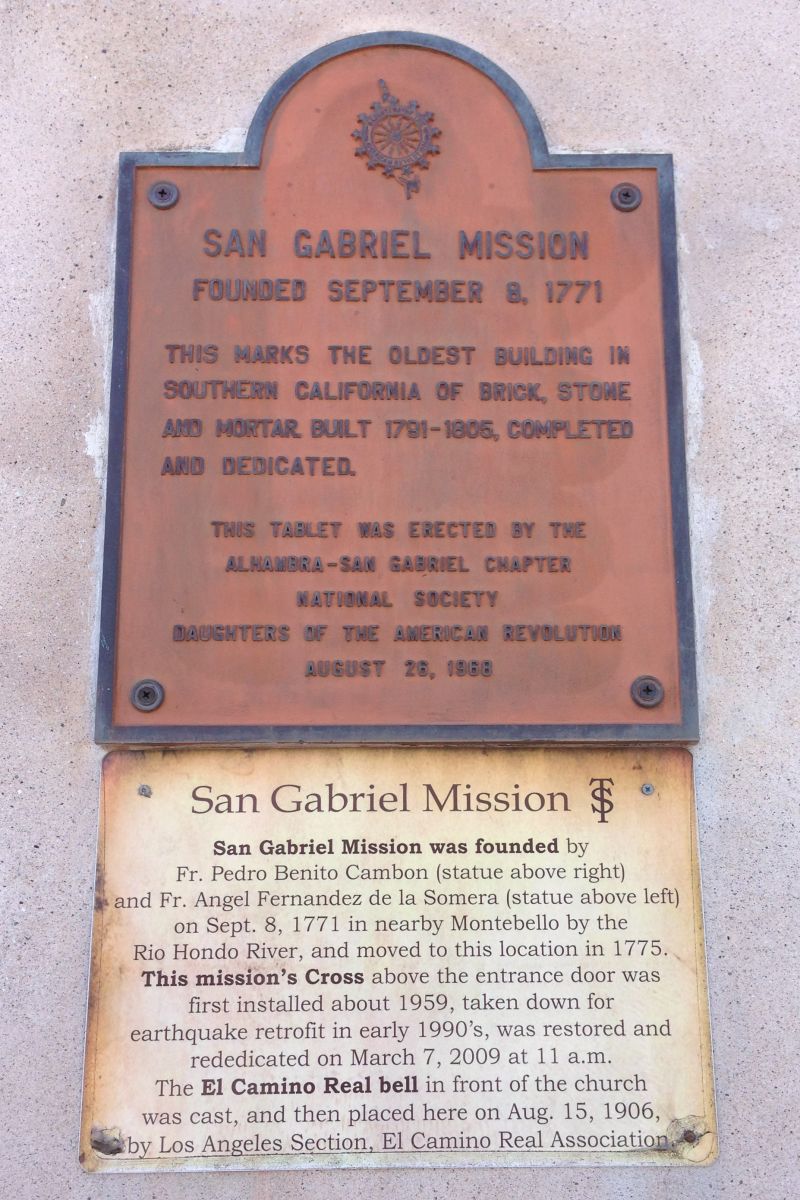 SAN GABRIEL MISSION
FOUNDED SEPTEMBER 8, 1771
THIS MARKS THE OLDEST BUILDING IN
SOUTHERN CALIFORNIA OF BRICK, STONE
AND MORTAR. BUILT 1791-1805, COMPLETED
AND DEDICATED.
THIS TABLET WAS ERECTED BY THE
ALHAMBRA-SAN GABRIEL CHAPTER
NATIONAL SOCIETY
DAUGHTERS OF THE AMERICAN REVOLUTION
AUGUST 26, 1968
San Gabriel Mission
San Gabriel Mission was founded by
Fr. Pedro Benito Cambon (statue above right)
and Fr. Angel Fernandez de la Somera (statue above left)
on Sept. 8, 1771 in nearby Montebello by the
Rio Hondo River, and moved to this location in 1775.
This mission's Cross above the entrance door was
first installed about 1959, taken down for
earthquake retrofit in early 1990's, was restored and
rededicated on March 7, 2009 at 11 a.m.
The El Camino Real bell in front of the church
was cast, and then placed here on Aug. 15, 1906,
by Los Angeles Section, El Camino Real Association.